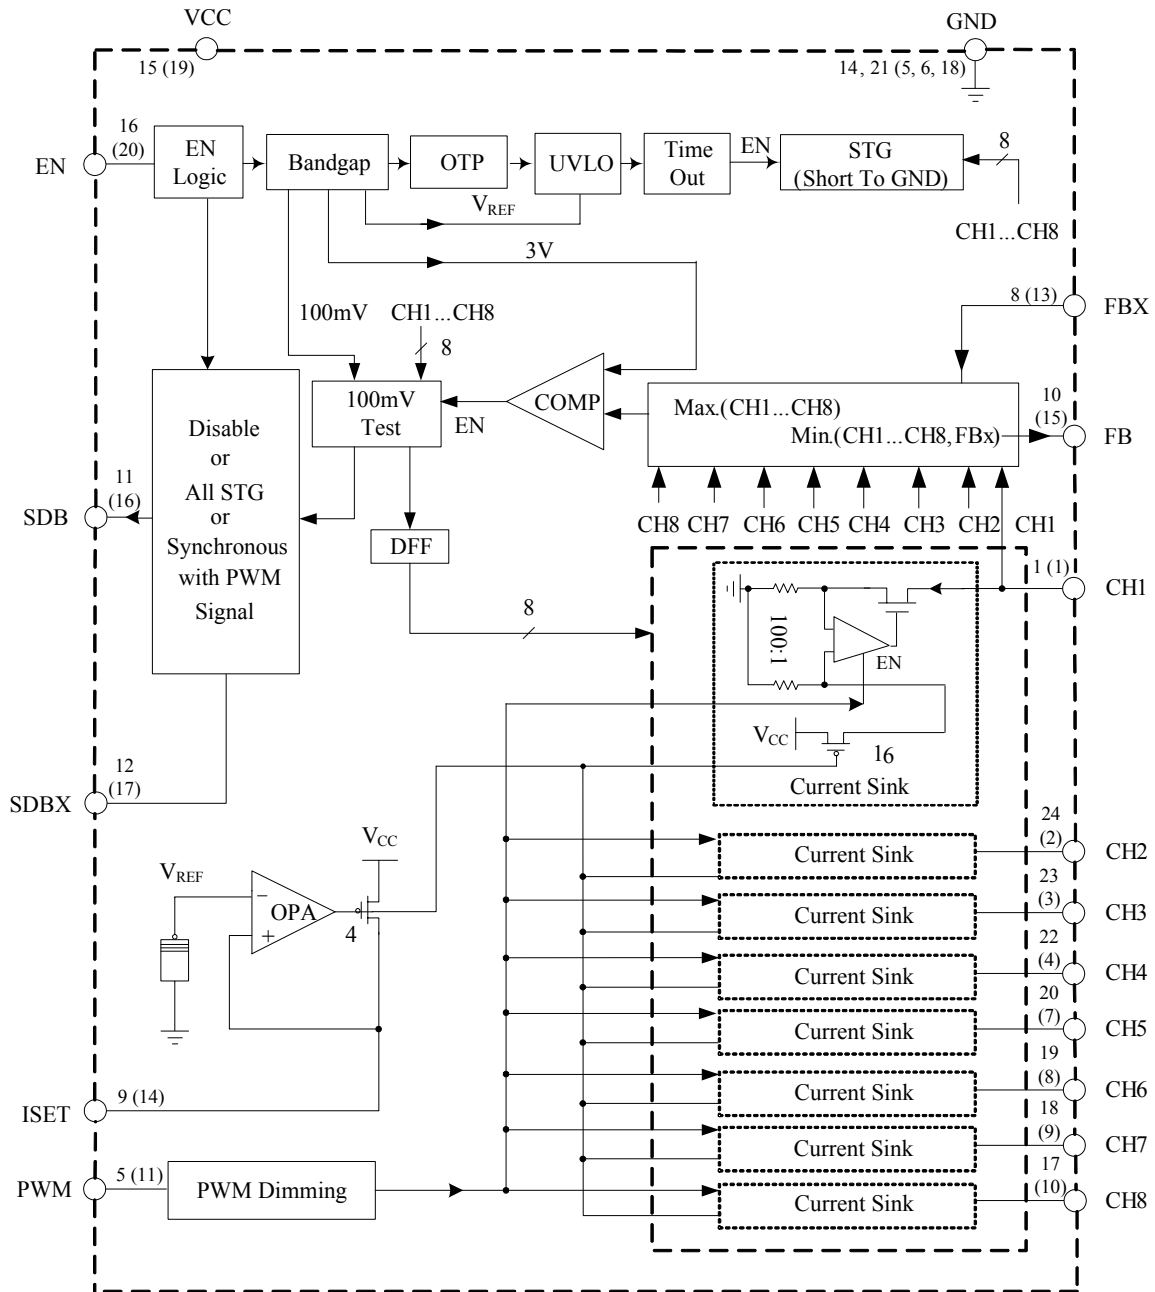 VCC
GND
15 (19)
14, 21 (5, 6, 18)
16
(20)
EN
EN
Logic
Bandgap
OTP
UVLO
Time
Out
EN
STG
(Short To GND)
8
VREF
CH1...CH8
3V
8 (13)
FBX
100mV
CH1...CH8
8
100mV
Test
EN
COMP
Max.(CH1...CH8)
Min.(CH1...CH8, FBx)
10
(15)
FB
Disable
or
All STG
or
Synchronous
with PWM
Signal
11
(16)
SDB
CH8
CH7
CH6
CH5
CH4
CH3
CH2
CH1
DFF
1 (1)
CH1
8
100:1
EN
VCC
16
Current Sink
12
(17)
SDBX
VCC
VREF
−
OPA
+
4
24
(2)
Current Sink
CH2
23
(3)
Current Sink
CH3
22
(4)
Current Sink
CH4
20
(7)
Current Sink
CH5
19
(8)
Current Sink
CH6
9 (14)
ISET
18
(9)
Current Sink
CH7
17
(10)
Current Sink
CH8
5 (11)
PWM
PWM Dimming